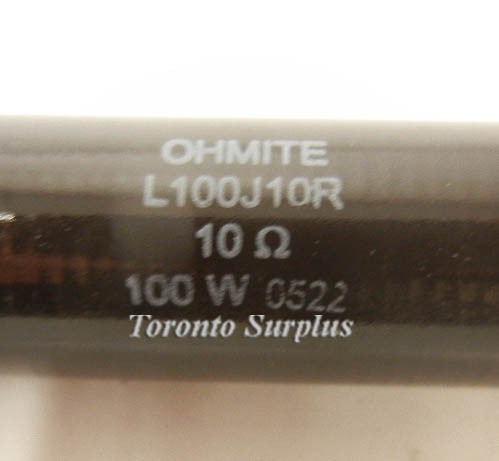 OHMITE
L100J10R
10 Ω
100 W 0522
Toronto Surplus